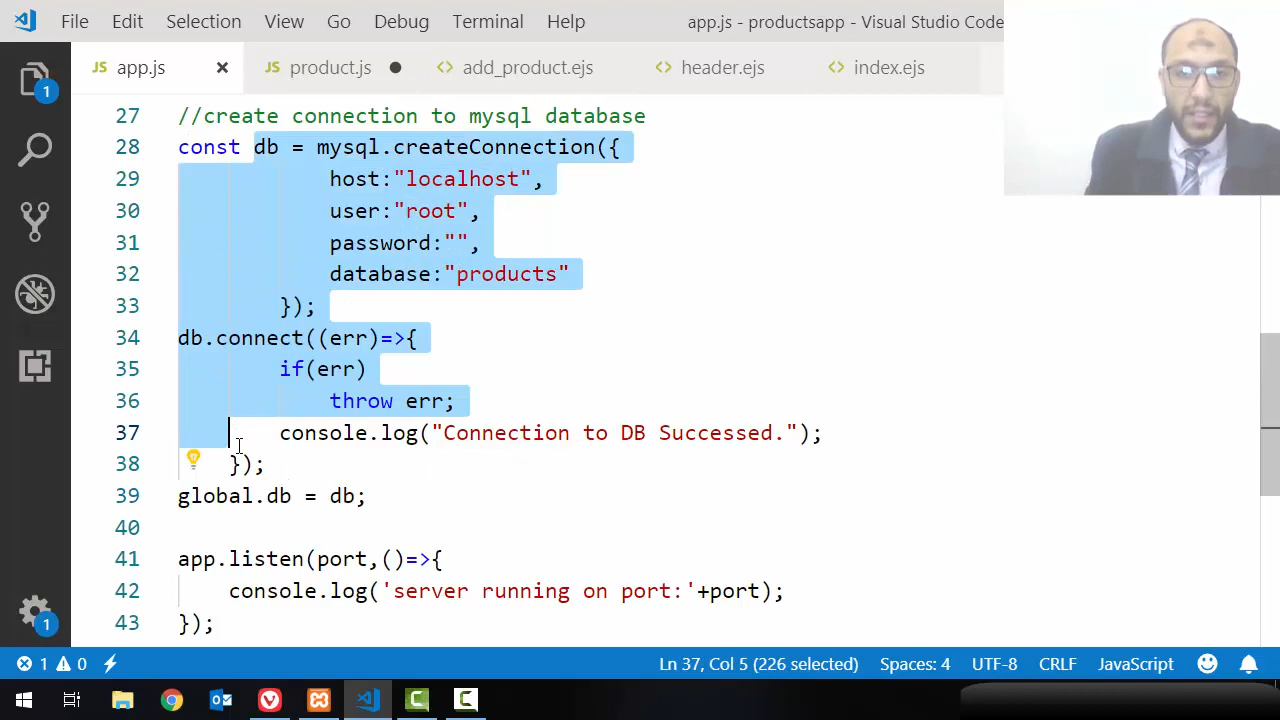 File Edit Selection View Go Debug Terminal Help app.js - productsapp - Visual Studio Code
JS app.js JS product.js <> add_product.ejs <> header.ejs <> index.ejs
27 //create connection to mysql database
28 const db = mysql.createConnection({
29 host:"localhost",
30 user:"root",
31 password:"",
32 database:"products"
33 });
34 db.connect((err)=>{
35 if(err)
36 throw err;
37 console.log("Connection to DB Successed.");
38 });
39 global.db = db;
40
41 app.listen(port,()=>{
42 console.log('server running on port:'+port);
43 });
1
1
1 0 Ln 37, Col 5 (226 selected) Spaces: 4 UTF-8 CRLF JavaScript